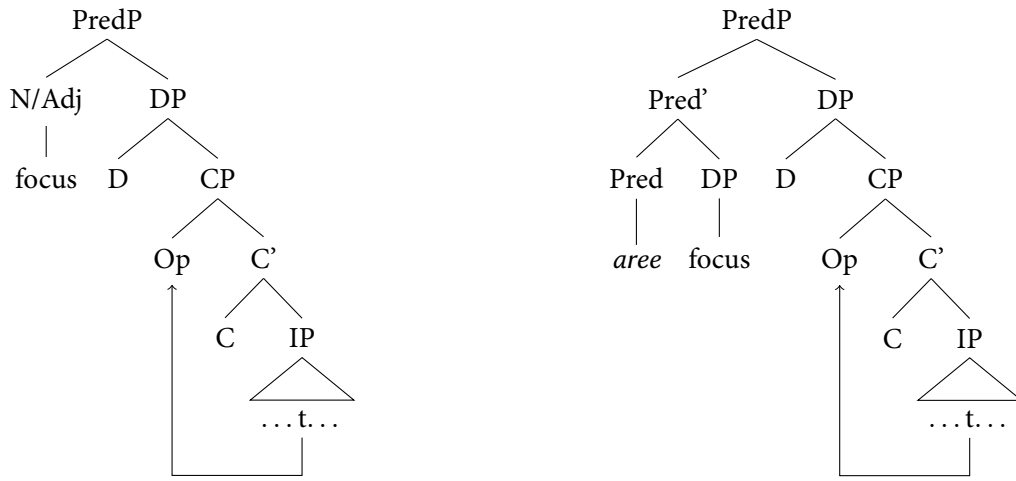 PredP PredP
N/Adj DP Pred' DP
focus D CP Pred DP D CP
Op C' aree focus Op C'
C IP C IP
...t... ...t...